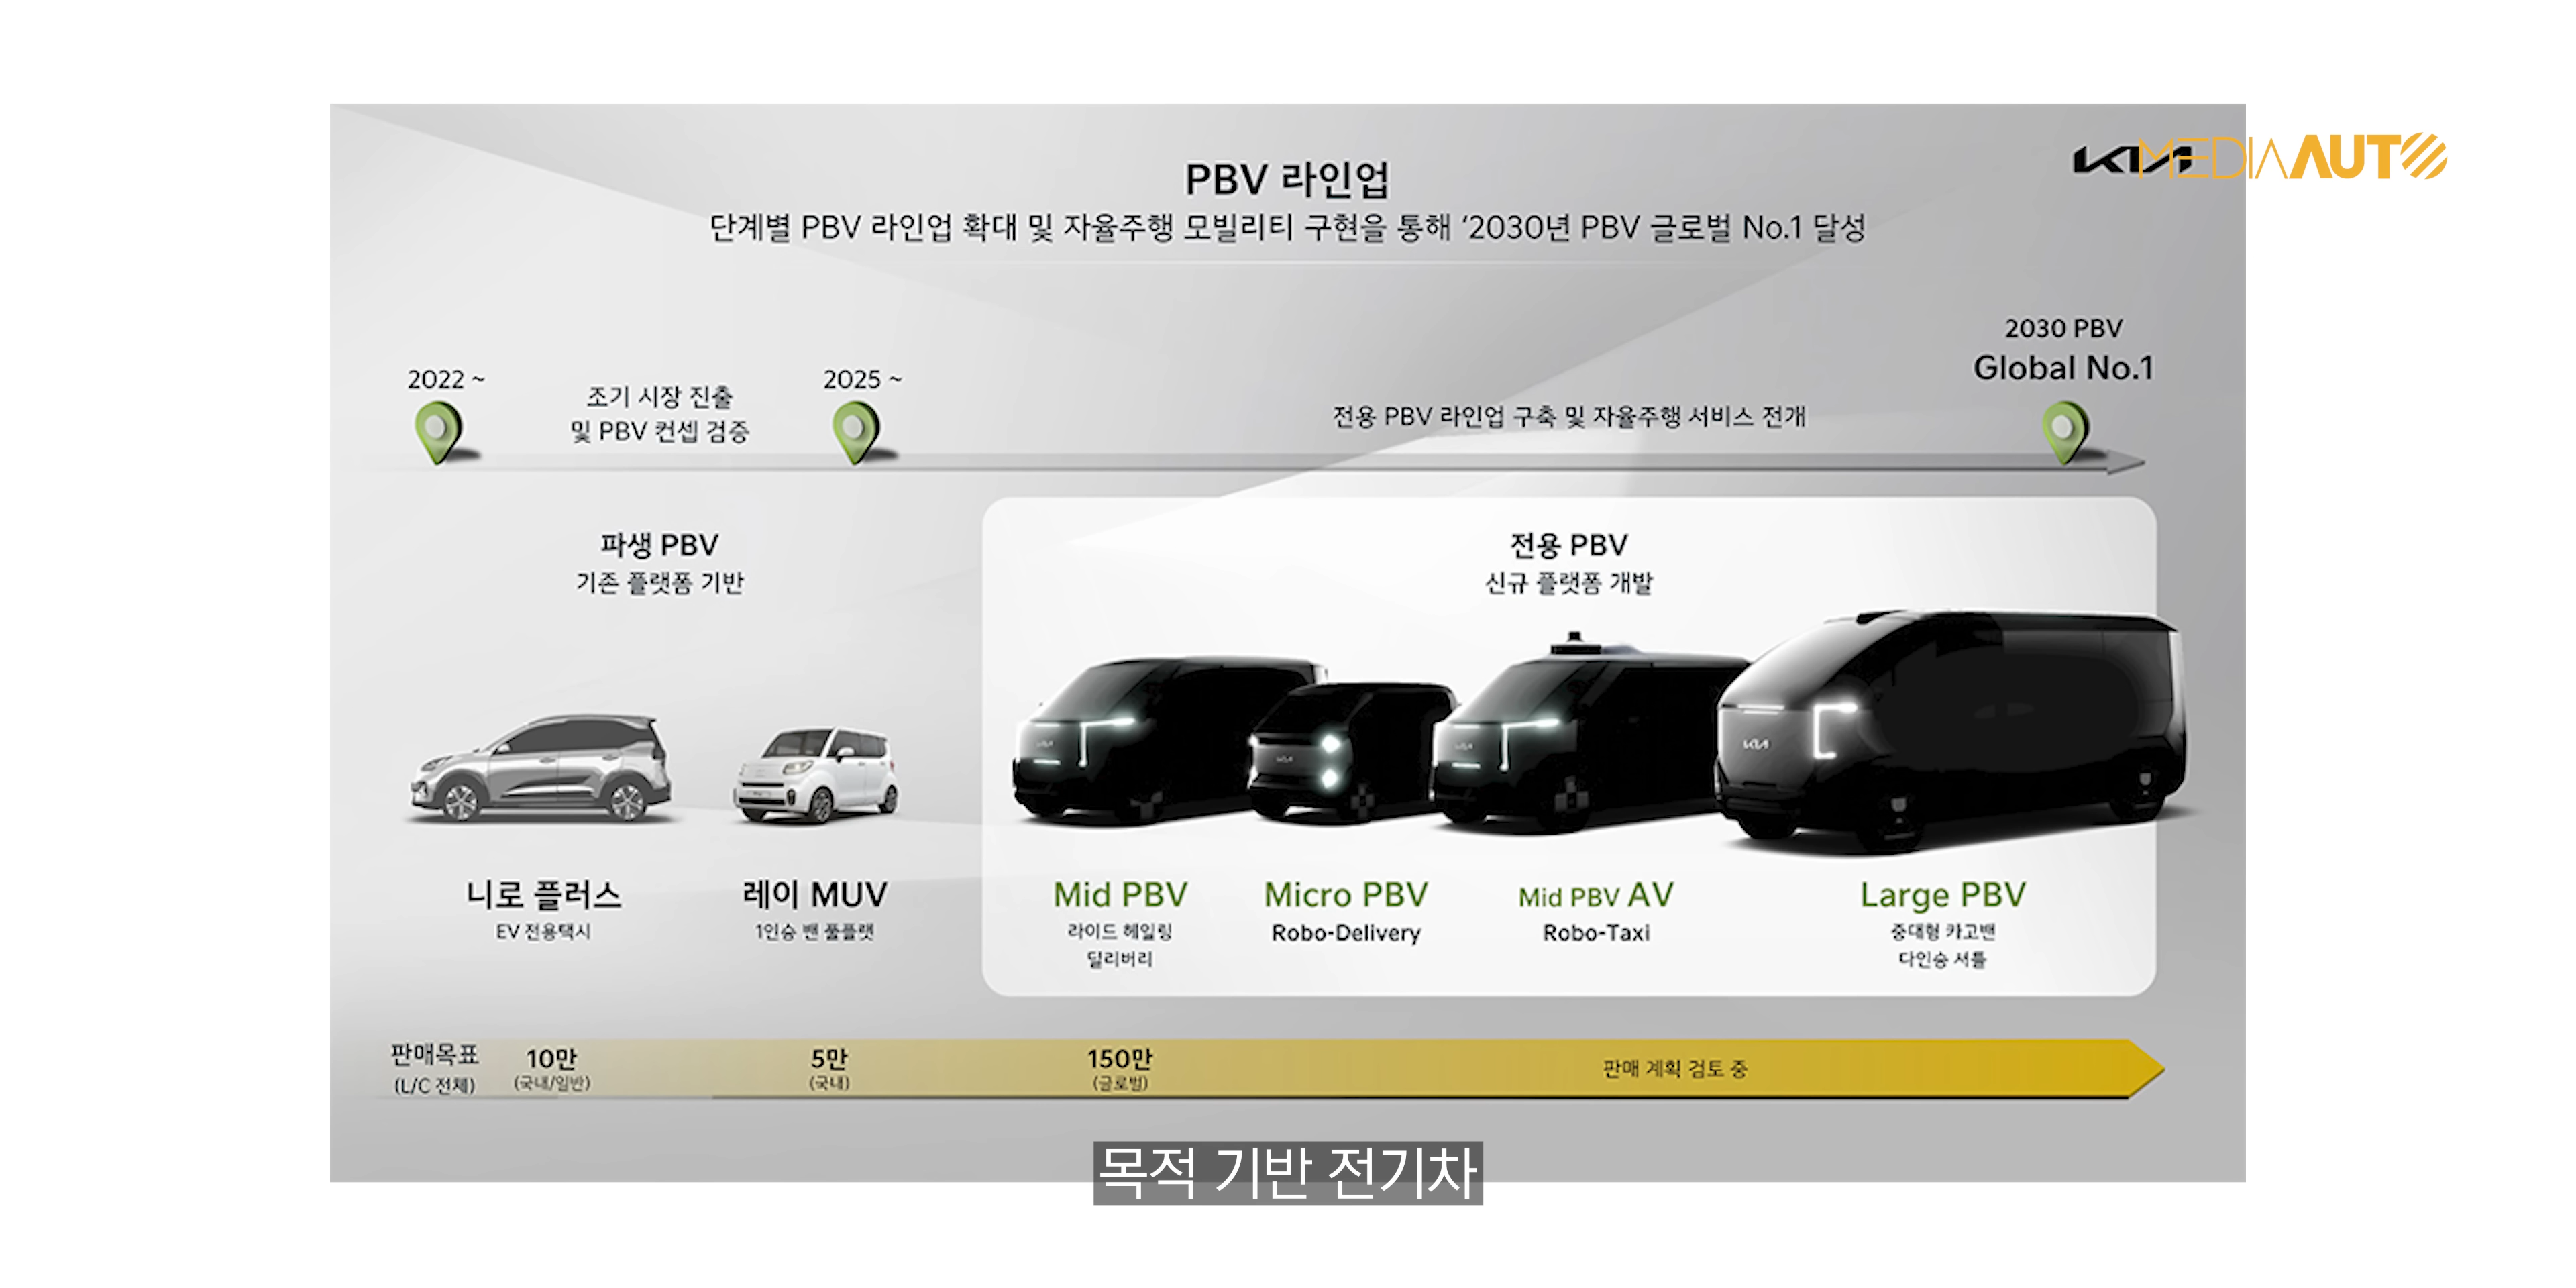 PBV 라인업
단계별 PBV 라인업 확대 및 자율주행 모빌리티 구현을 통해 ‘2030년 PBV 글로벌 No.1 달성
KIA
MEDIAAUTO
2022 ~
조기 시장 진출
및 PBV 컨셉 검증
2025 ~
전용 PBV 라인업 구축 및 자율주행 서비스 전개
2030 PBV
Global No.1
파생 PBV
기존 플랫폼 기반
전용 PBV
신규 플랫폼 개발
KIA
KIA
KIA
KIA
니로 플러스
EV 전용택시
레이 MUV
1인승 밴 풀플랫
Mid PBV
라이드 헤일링
딜리버리
Micro PBV
Robo-Delivery
Mid PBV AV
Robo-Taxi
Large PBV
중대형 카고밴
다인승 셔틀
판매목표
(L/C 전체)
10만
(국내/일반)
5만
(국내)
150만
(글로벌)
판매 계획 검토 중
목적 기반 전기차